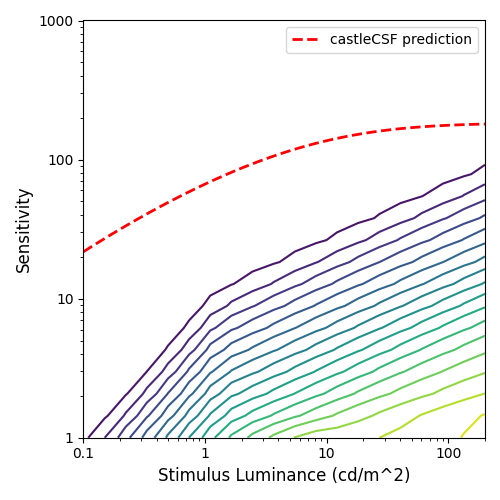 1000
castleCSF prediction
100
Sensitivity
10
1
0.1 1 10 100
Stimulus Luminance (cd/m^2)